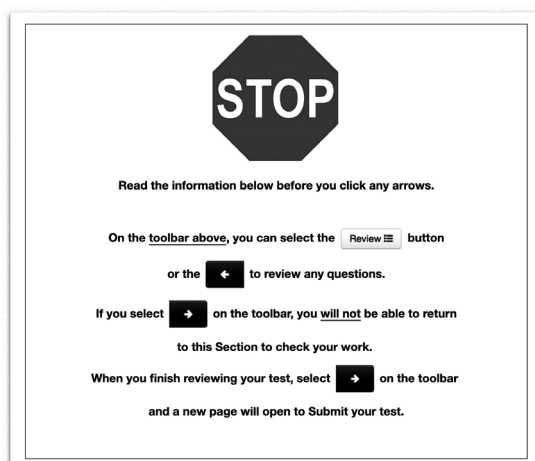 STOP
Read the information below before you click any arrows.
On the toolbar above, you can select the Review button
or the to review any questions.
If you select on the toolbar, you will not be able to return
to this Section to check your work.
When you finish reviewing your test, select on the toolbar
and a new page will open to Submit your test.